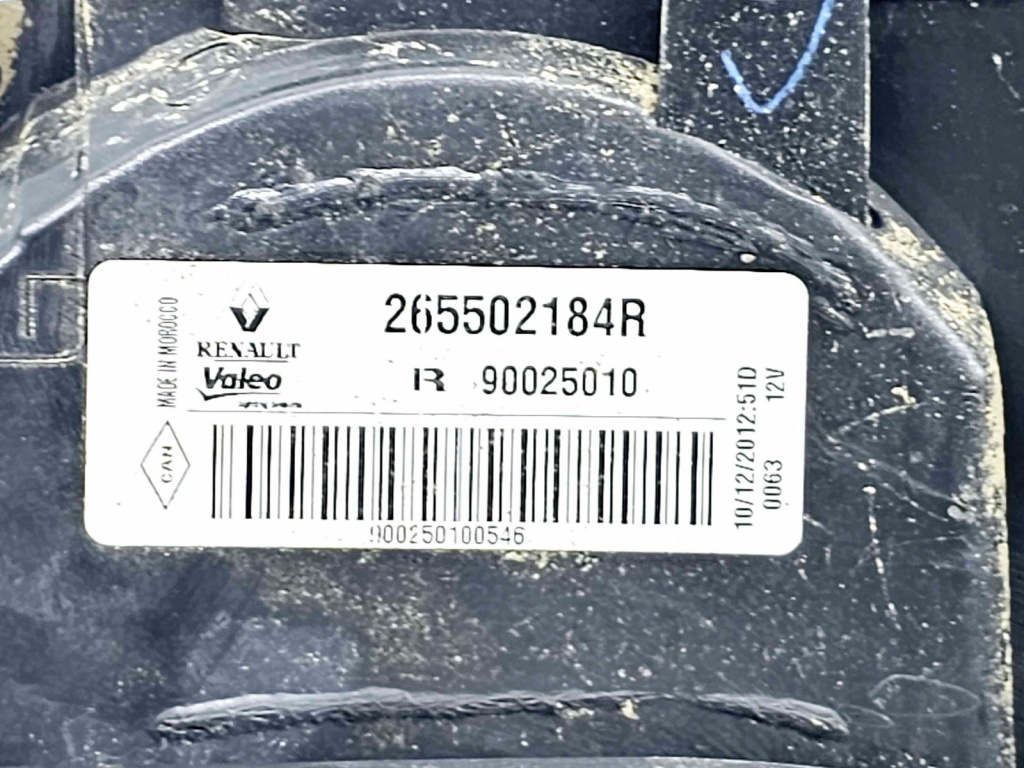 265502184R
RENAULT
Valeo
R 90025010
MADE IN MOROCCO
CAN
900250100546
10/12/2012:51D
0063 12V